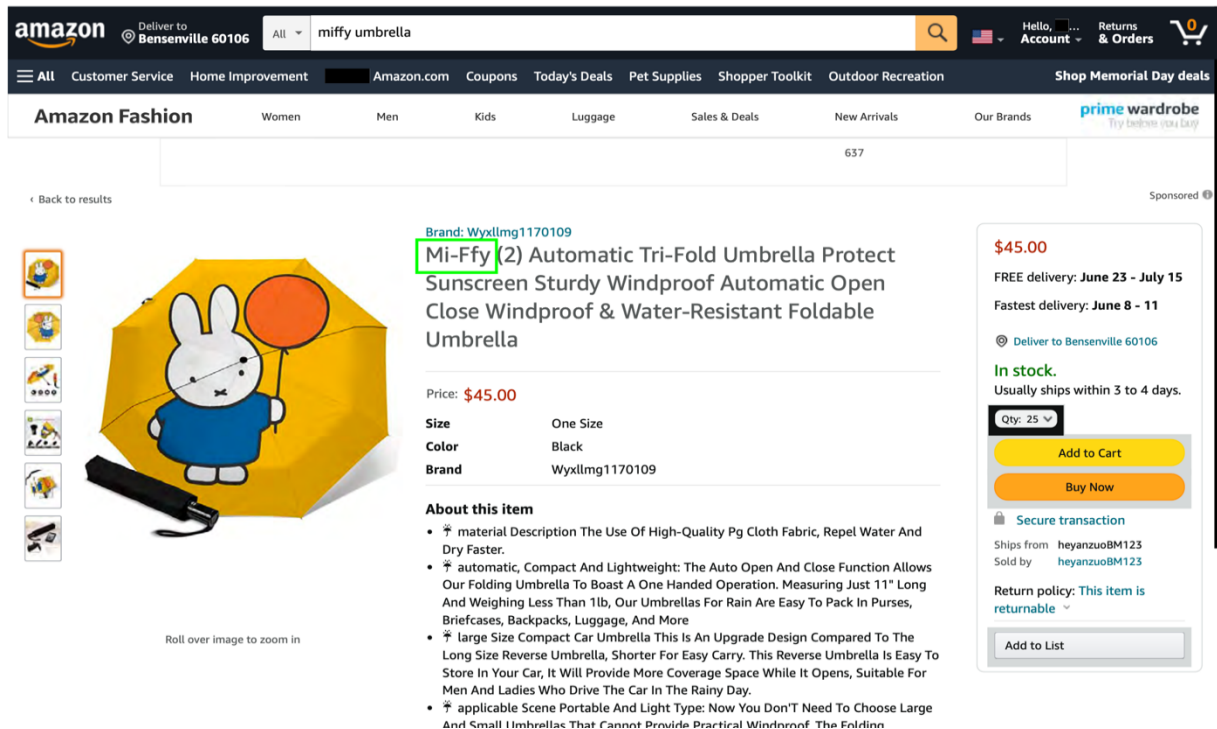 amazon
Deliver to
Bensenville 60106
All
miffy umbrella
Hello, ...
Account
Returns
& Orders
0
All
Customer Service
Home Improvement
Amazon.com
Coupons
Today's Deals
Pet Supplies
Shopper Toolkit
Outdoor Recreation
Shop Memorial Day deals
Amazon Fashion
Women
Men
Kids
Luggage
Sales & Deals
New Arrivals
Our Brands
prime wardrobe
Try before you buy
637
‹ Back to results
Sponsored
Brand: Wyxllmg1170109
Mi-Ffy (2) Automatic Tri-Fold Umbrella Protect
Sunscreen Sturdy Windproof Automatic Open
Close Windproof & Water-Resistant Foldable
Umbrella
Price: $45.00
Size One Size
Color Black
Brand Wyxllmg1170109
About this item
• ☔ material Description The Use Of High-Quality Pg Cloth Fabric, Repel Water And
Dry Faster.
• ☔ automatic, Compact And Lightweight: The Auto Open And Close Function Allows
Our Folding Umbrella To Boast A One Handed Operation. Measuring Just 11" Long
And Weighing Less Than 1lb, Our Umbrellas For Rain Are Easy To Pack In Purses,
Briefcases, Backpacks, Luggage, And More
• ☔ large Size Compact Car Umbrella This Is An Upgrade Design Compared To The
Long Size Reverse Umbrella, Shorter For Easy Carry. This Reverse Umbrella Is Easy To
Store In Your Car, It Will Provide More Coverage Space While It Opens, Suitable For
Men And Ladies Who Drive The Car In The Rainy Day.
• ☔ applicable Scene Portable And Light Type: Now You Don'T Need To Choose Large
And Small Umbrellas That Cannot Provide Practical Windproof. The Folding
Roll over image to zoom in
$45.00
FREE delivery: June 23 - July 15
Fastest delivery: June 8 - 11
Deliver to Bensenville 60106
In stock.
Usually ships within 3 to 4 days.
Qty: 25
Add to Cart
Buy Now
Secure transaction
Ships from heyanzuoBM123
Sold by heyanzuoBM123
Return policy: This item is
returnable
Add to List